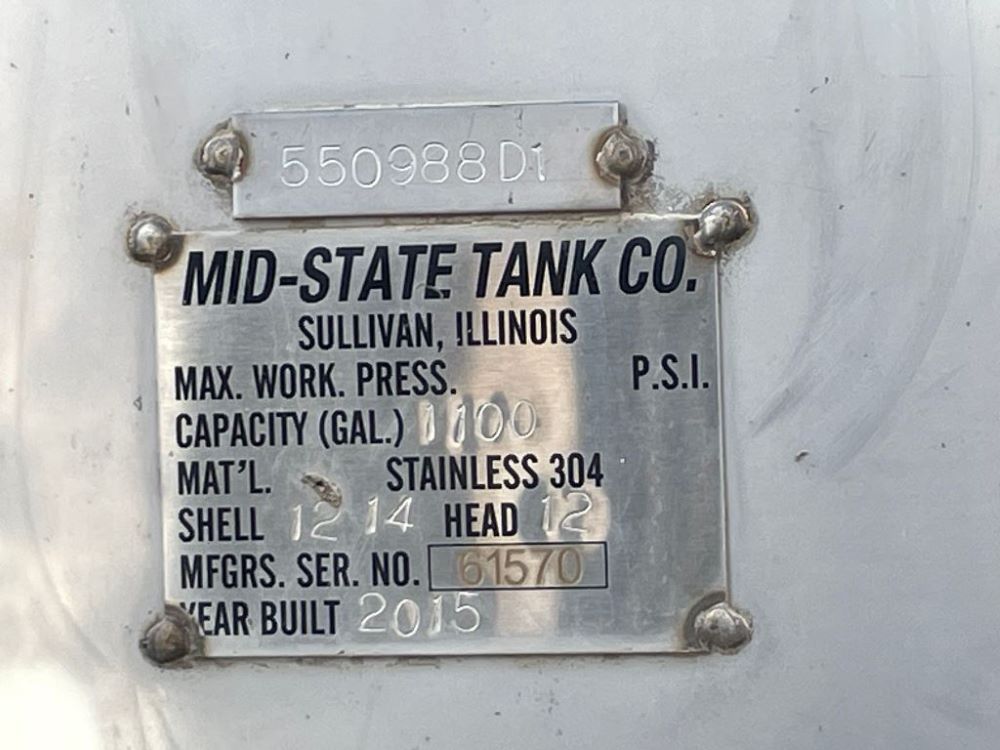 550988D1
MID-STATE TANK CO.
SULLIVAN, ILLINOIS
MAX. WORK. PRESS. P.S.I.
CAPACITY (GAL.) 1100
MAT'L. STAINLESS 304
SHELL 12 14 HEAD 12
MFGRS. SER. NO. 61570
YEAR BUILT 2015